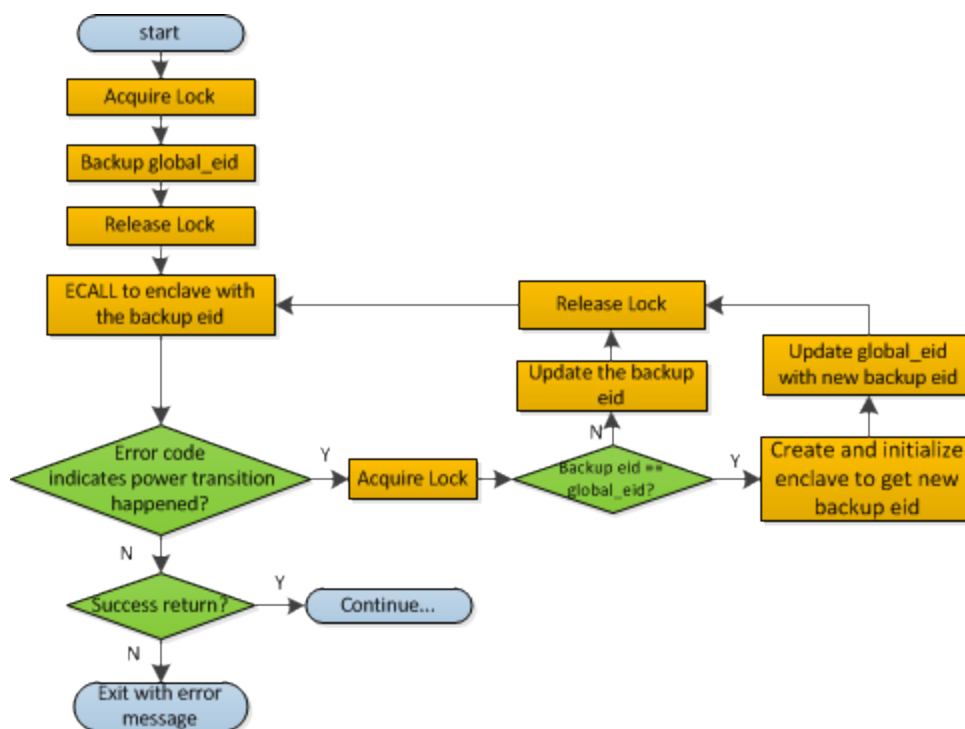 start
Acquire Lock
Backup global_eid
Release Lock
ECALL to enclave with
the backup eid
Release Lock
Update global_eid
with new backup eid
Update the backup
eid
N
Error code
indicates power transition
happened?
Y
Acquire Lock
Backup eid ==
global_eid?
Y
Create and initialize
enclave to get new
backup eid
N
Success return?
Y
Continue...
N
Exit with error
message